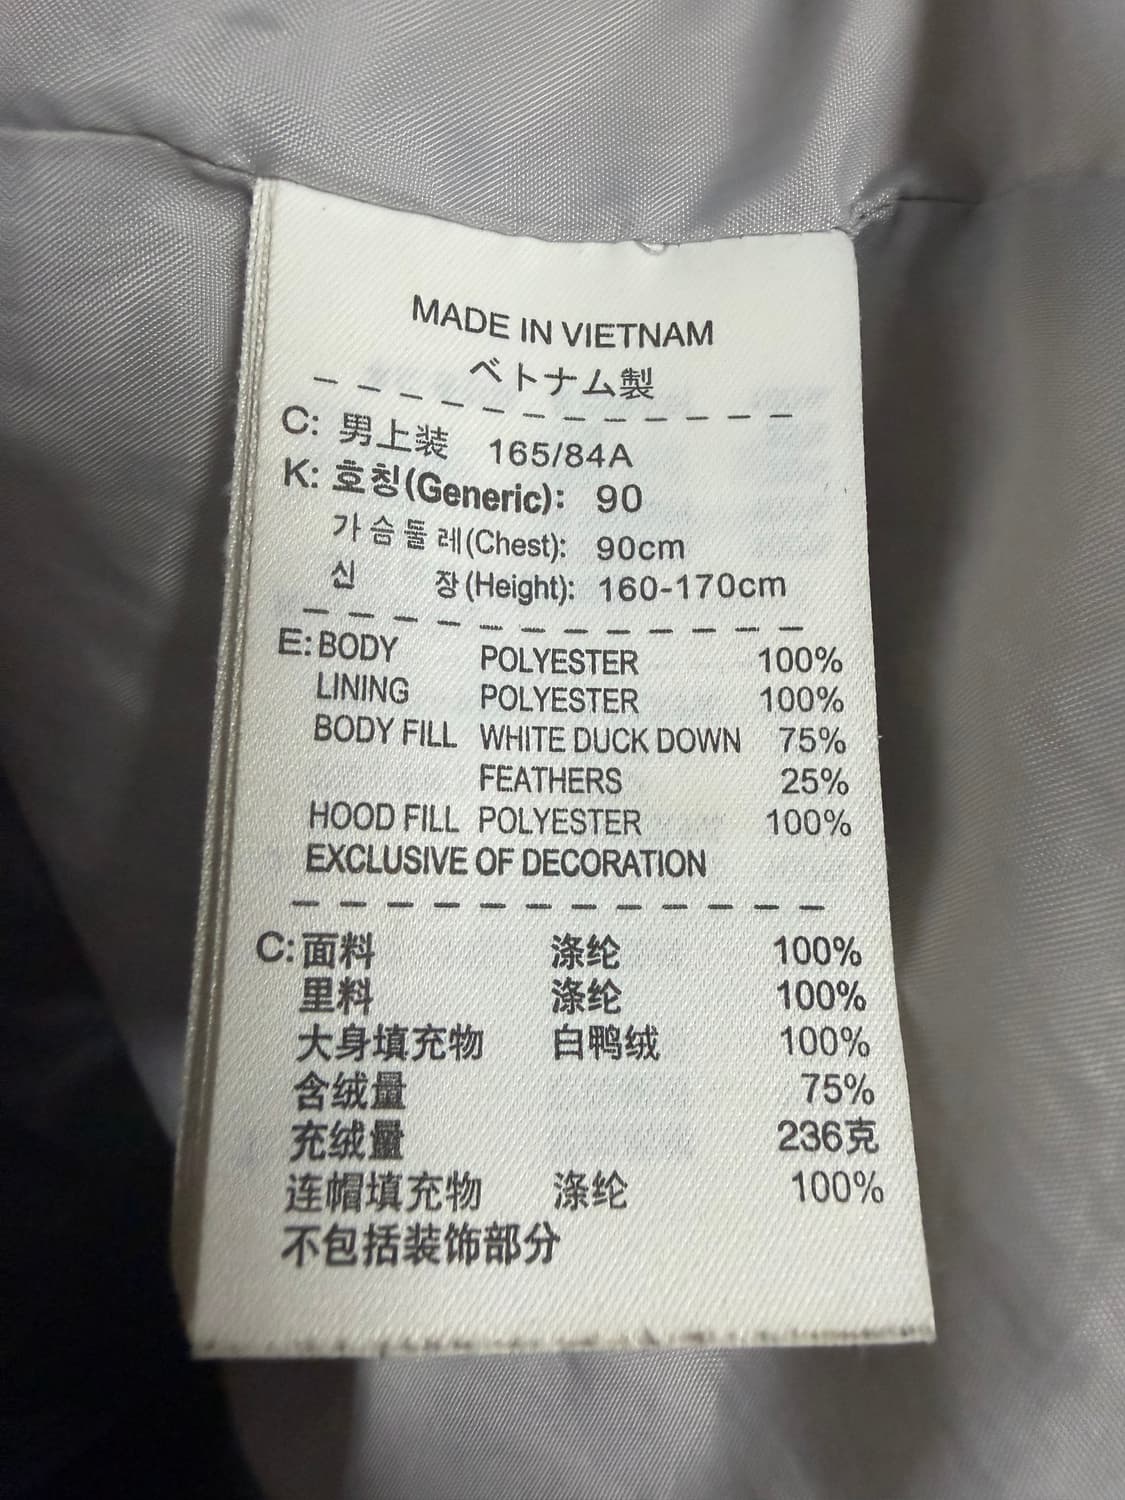 MADE IN VIETNAM
ベトナム製
C: 男上装 165/84A
K: 호칭(Generic): 90
가슴둘레(Chest): 90cm
신 장(Height): 160-170cm
E: BODY POLYESTER 100%
LINING POLYESTER 100%
BODY FILL WHITE DUCK DOWN 75%
FEATHERS 25%
HOOD FILL POLYESTER 100%
EXCLUSIVE OF DECORATION
C: 面料 涤纶 100%
里料 涤纶 100%
大身填充物 白鸭绒 100%
含绒量 75%
充绒量 236克
连帽填充物 涤纶 100%
不包括装饰部分